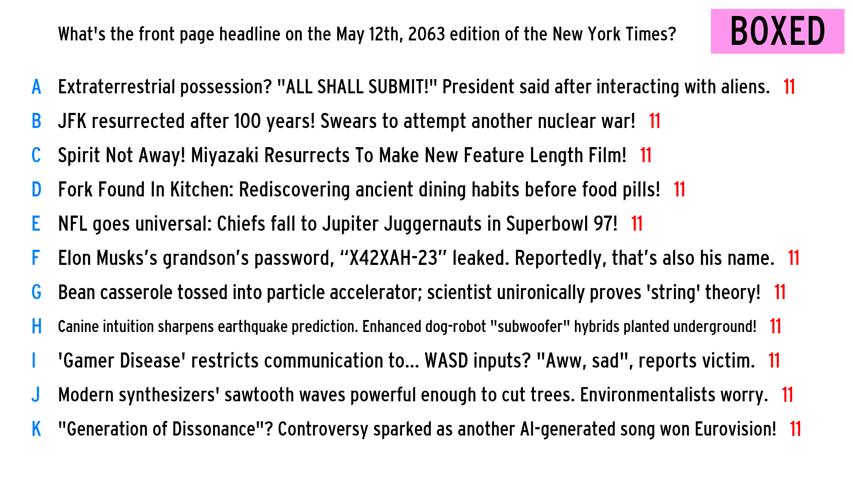 What's the front page headline on the May 12th, 2063 edition of the New York Times?
BOXED
A Extraterrestrial possession? "ALL SHALL SUBMIT!" President said after interacting with aliens. 11
B JFK resurrected after 100 years! Swears to attempt another nuclear war! 11
C Spirit Not Away! Miyazaki Resurrects To Make New Feature Length Film! 11
D Fork Found In Kitchen: Rediscovering ancient dining habits before food pills! 11
E NFL goes universal: Chiefs fall to Jupiter Juggernauts in Superbowl 97! 11
F Elon Musks’s grandson’s password, “X42XAH-23” leaked. Reportedly, that’s also his name. 11
G Bean casserole tossed into particle accelerator; scientist unironically proves 'string' theory! 11
H Canine intuition sharpens earthquake prediction. Enhanced dog-robot "subwoofer" hybrids planted underground! 11
I 'Gamer Disease' restricts communication to... WASD inputs? "Aww, sad", reports victim. 11
J Modern synthesizers' sawtooth waves powerful enough to cut trees. Environmentalists worry. 11
K "Generation of Dissonance"? Controversy sparked as another AI-generated song won Eurovision! 11